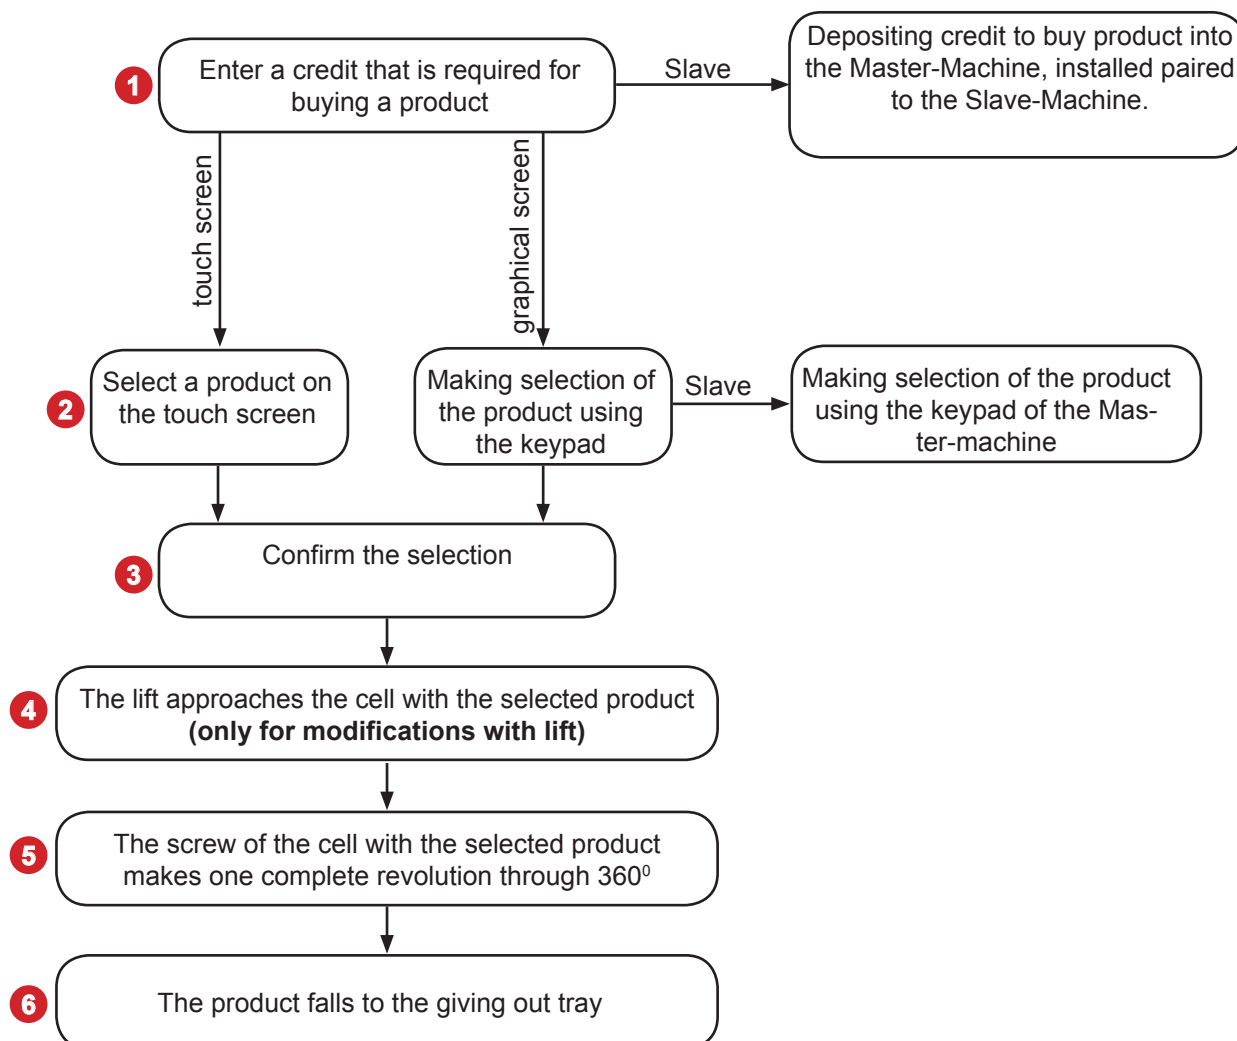 1
Enter a credit that is required for
buying a product
Slave
Depositing credit to buy product into
the Master-Machine, installed paired
to the Slave-Machine.
touch screen
graphical screen
2
Select a product on
the touch screen
Making selection of
the product using
the keypad
Slave
Making selection of the product
using the keypad of the Mas-
ter-machine
3
Confirm the selection
4
The lift approaches the cell with the selected product
(only for modifications with lift)
5
The screw of the cell with the selected product
makes one complete revolution through 360⁰
6
The product falls to the giving out tray